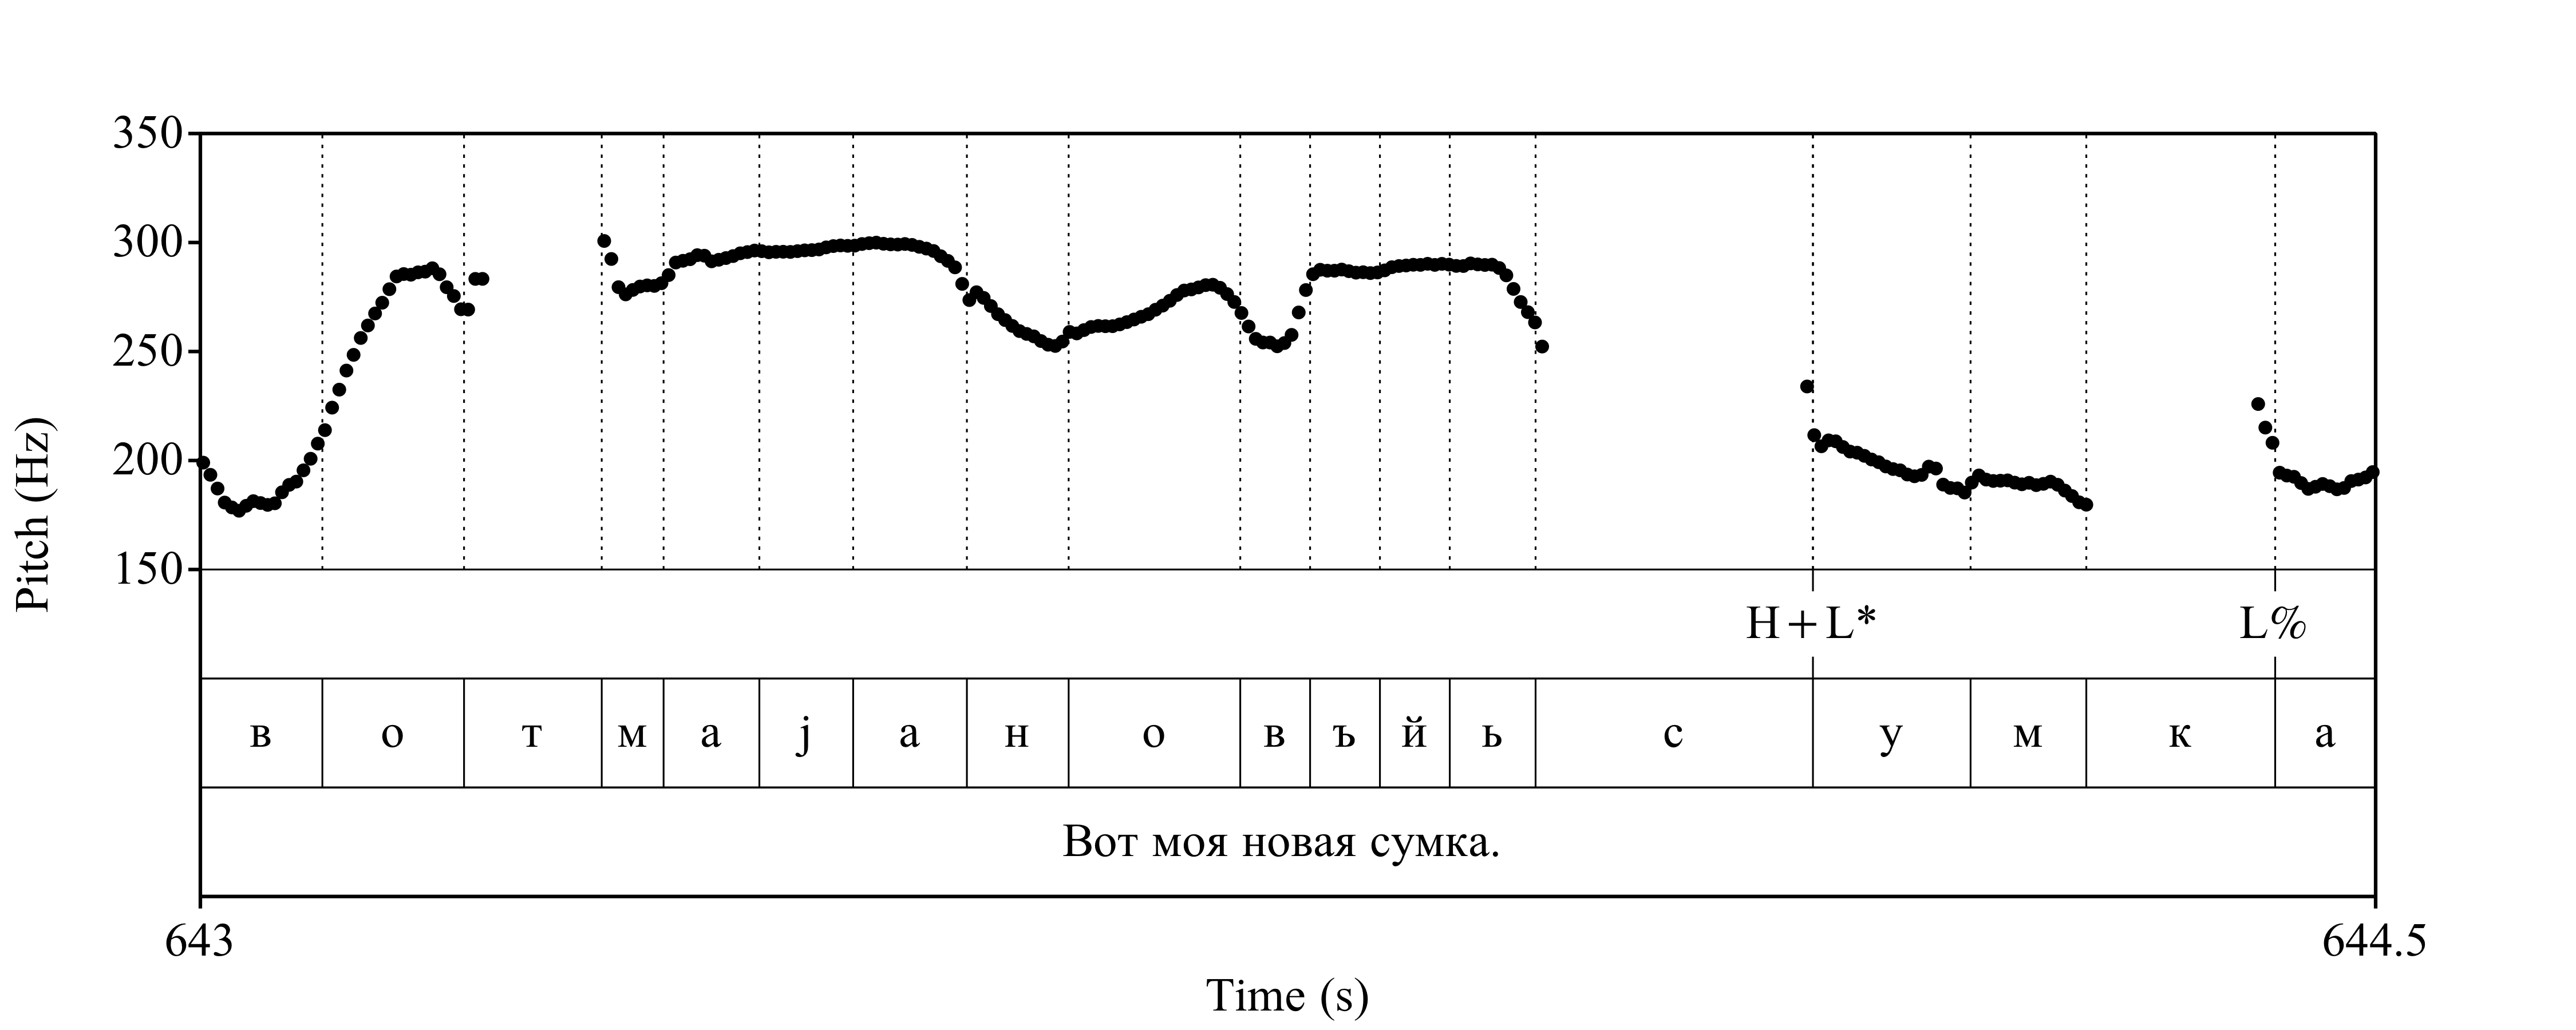 350
300
250
200
150
Pitch (Hz)
H+L* L%
в о т м а ј а н о в ъ й ь с у м к а
Вот моя новая сумка.
643 644.5
Time (s)